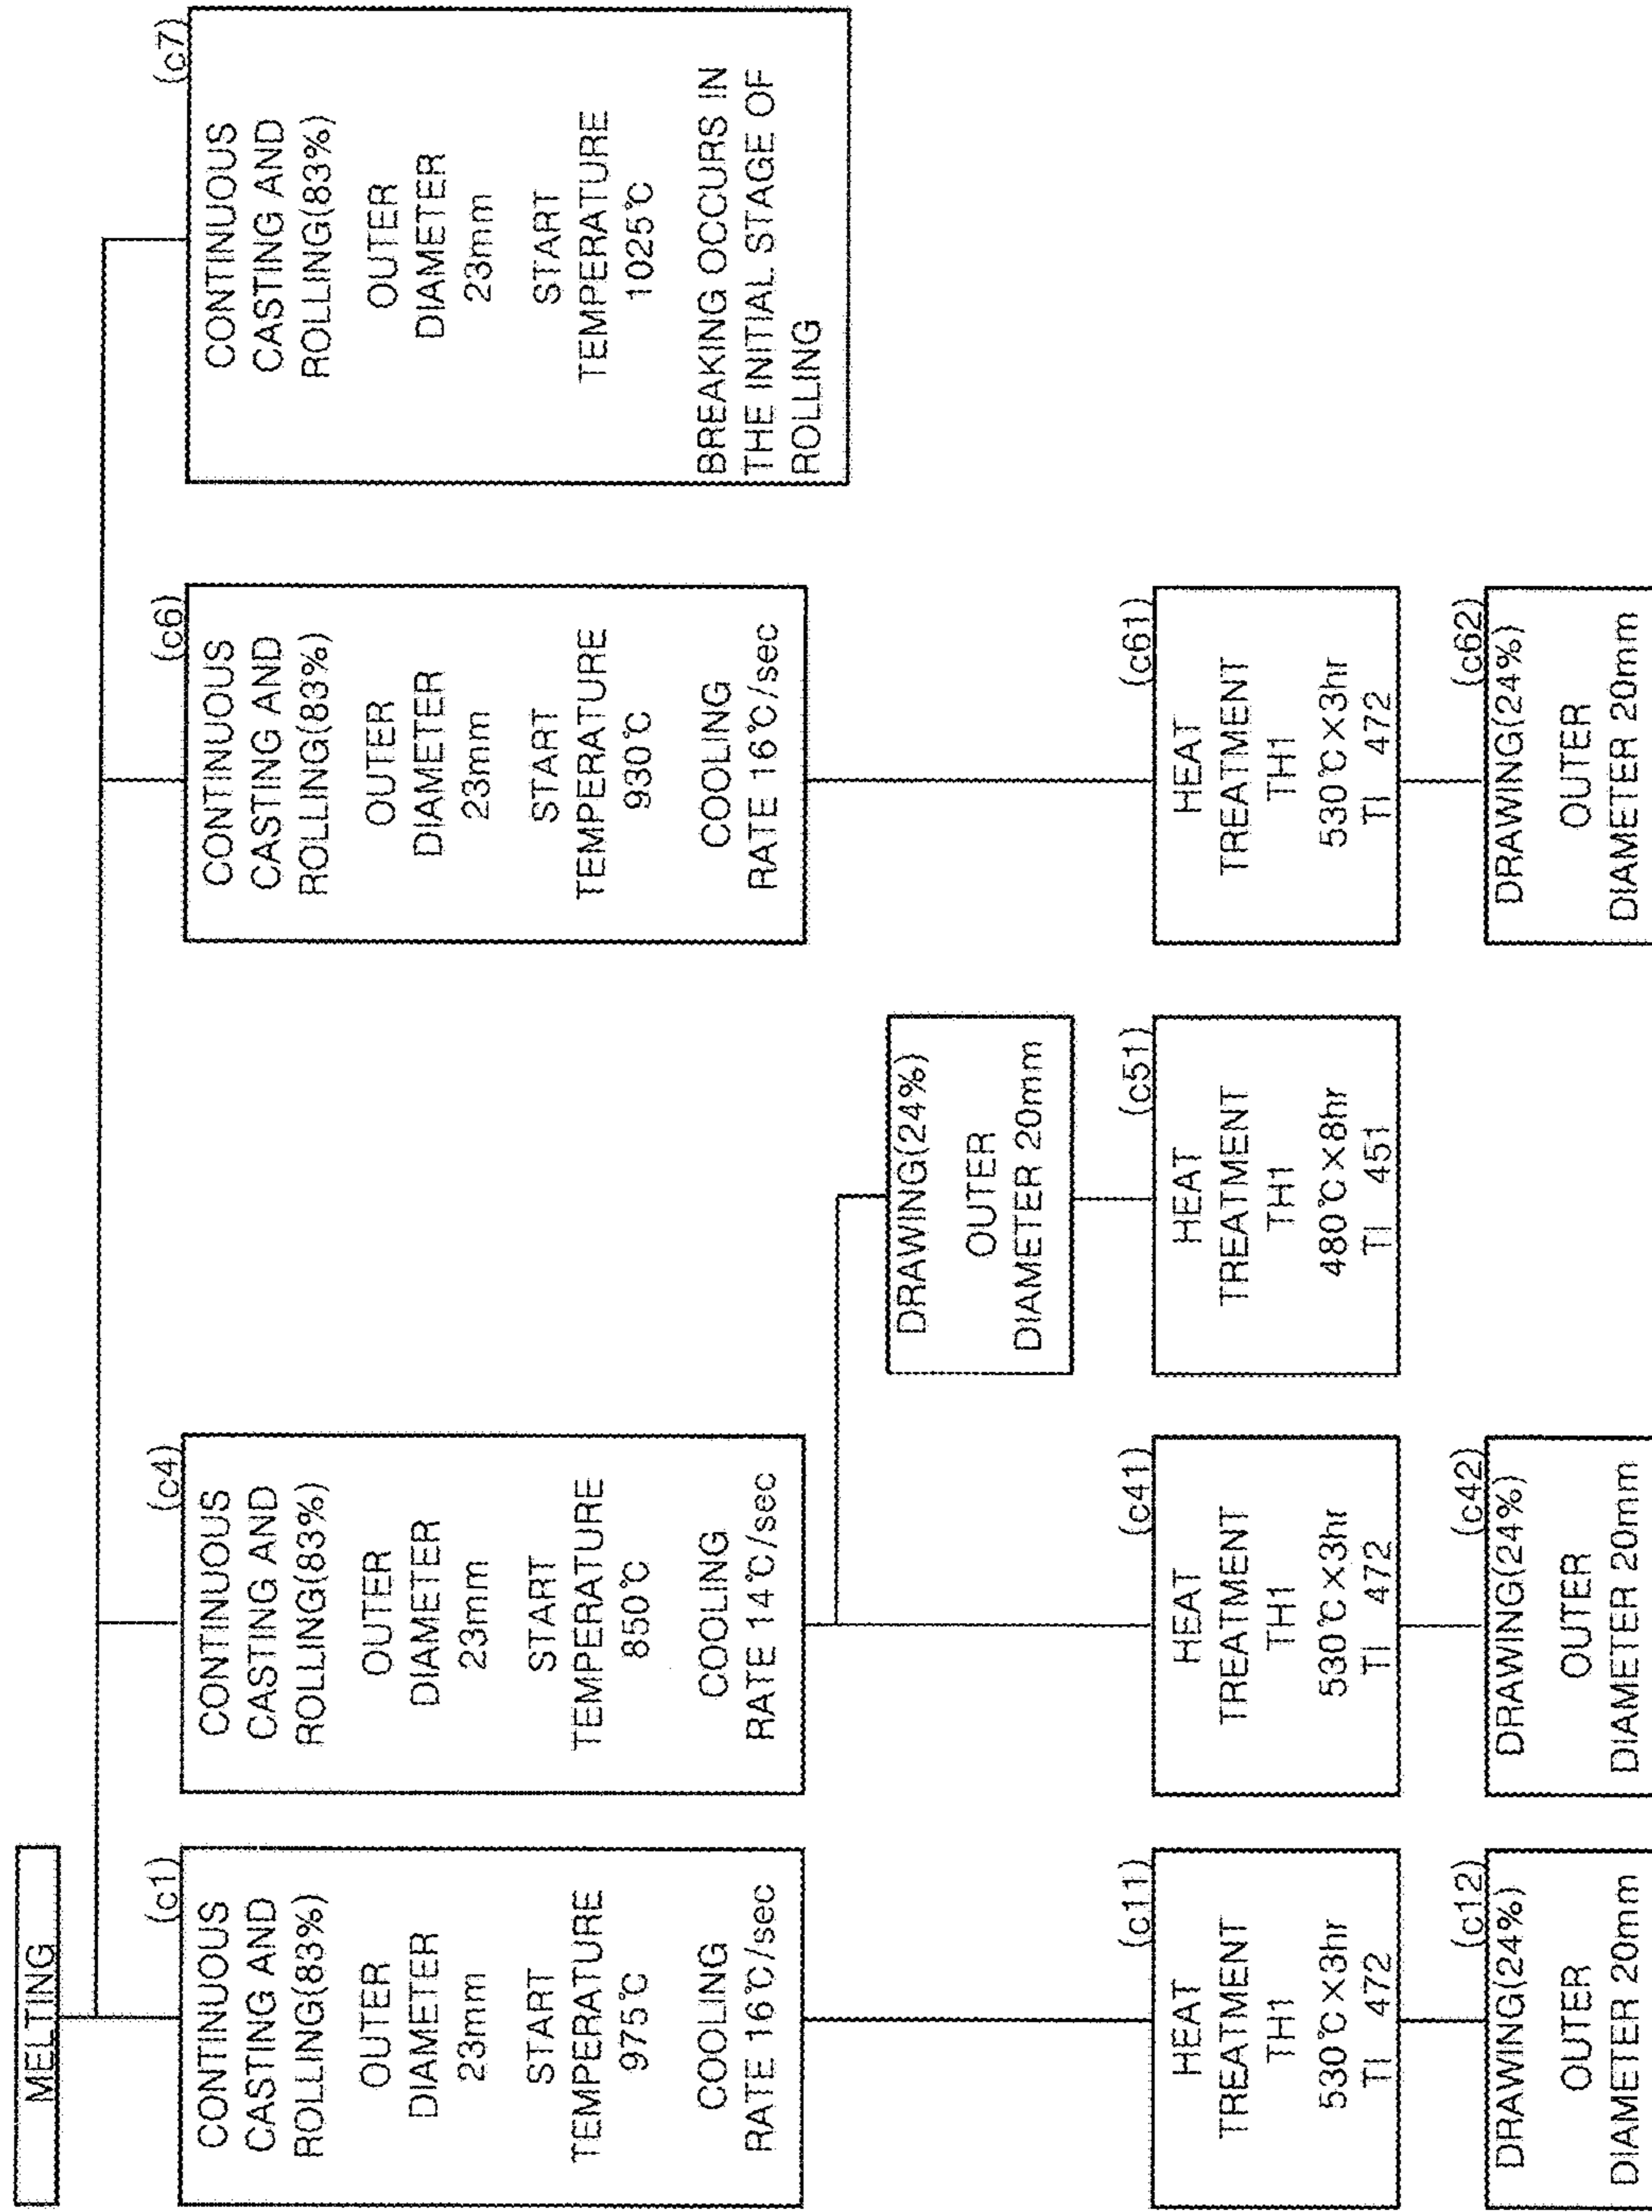 MELTING
(c1)
CONTINUOUS
CASTING AND
ROLLING(83%)
OUTER
DIAMETER
23mm
START
TEMPERATURE
975℃
COOLING
RATE 16℃/sec
(c11)
HEAT
TREATMENT
TH1
530℃×3hr
TI 472
(c12)
DRAWING(24%)
OUTER
DIAMETER 20mm
(c4)
CONTINUOUS
CASTING AND
ROLLING(83%)
OUTER
DIAMETER
23mm
START
TEMPERATURE
850℃
COOLING
RATE 14℃/sec
(c41)
HEAT
TREATMENT
TH1
530℃×3hr
TI 472
(c42)
DRAWING(24%)
OUTER
DIAMETER 20mm
DRAWING(24%)
OUTER
DIAMETER 20mm
(c51)
HEAT
TREATMENT
TH1
480℃×8hr
TI 451
(c6)
CONTINUOUS
CASTING AND
ROLLING(83%)
OUTER
DIAMETER
23mm
START
TEMPERATURE
930℃
COOLING
RATE 16℃/sec
(c61)
HEAT
TREATMENT
TH1
530℃×3hr
TI 472
(c62)
DRAWING(24%)
OUTER
DIAMETER 20mm
(c7)
CONTINUOUS
CASTING AND
ROLLING(83%)
OUTER
DIAMETER
23mm
START
TEMPERATURE
1025℃
BREAKING OCCURS IN
THE INITIAL STAGE OF
ROLLING